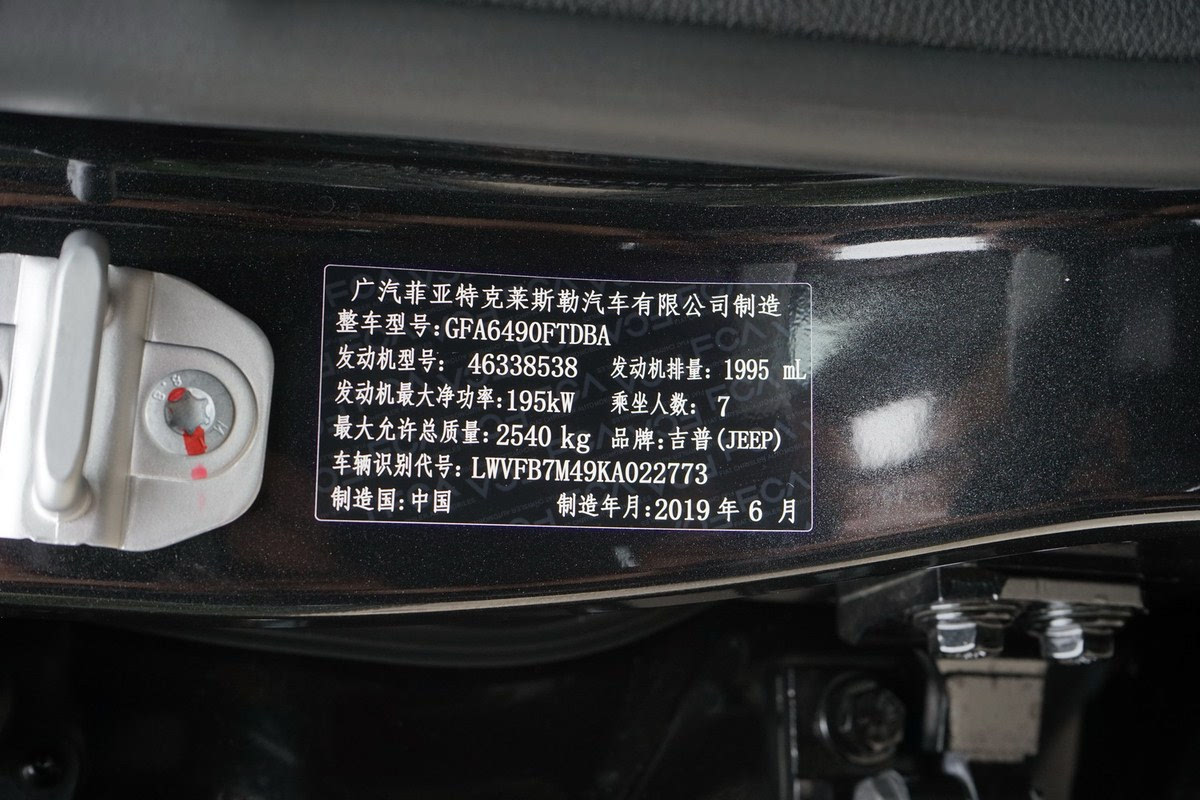 广汽菲亚特克莱斯勒汽车有限公司制造
整车型号:GFA6490FTDBA
发动机型号: 46338538 发动机排量: 1995 mL
发动机最大净功率:195kW 乘坐人数: 7
最大允许总质量:2540 kg 品牌:吉普(JEEP)
车辆识别代号: LWVFB7M49KA022773
制造国:中国 制造年月:2019 年 6 月
8.8